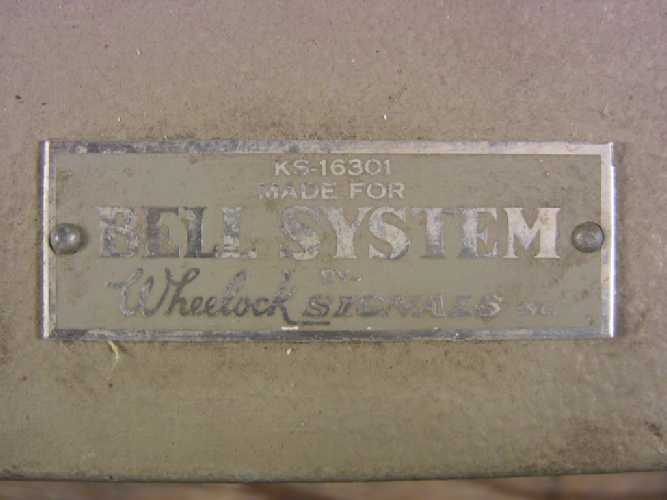 KS-16301
MADE FOR
BELL SYSTEM
BY
Wheelock SIGNALS INC